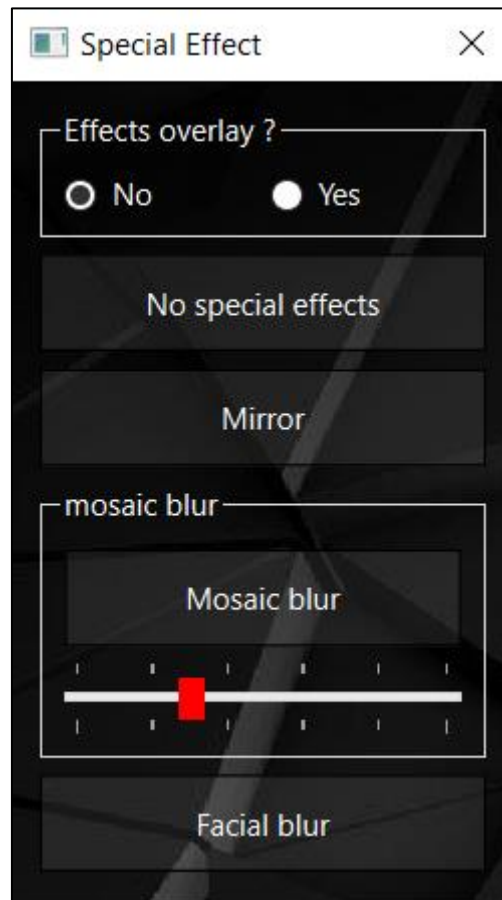 Special Effect
Effects overlay ?
No Yes
No special effects
Mirror
mosaic blur
Mosaic blur
Facial blur